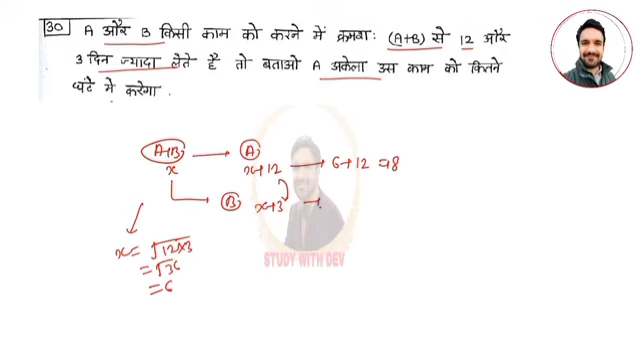 30 A और B किसी काम को करने में क्रमशः (A+B) से 12 और
3 दिन ज्यादा लेते है तो बताओ A अकेला उस काम को कितने
घंटे मे करेगा.
A+B → A
x x+12 → 6+12 = 18
B x+3 →
x = √12×3
= √36
= 6
STUDY WITH DEV